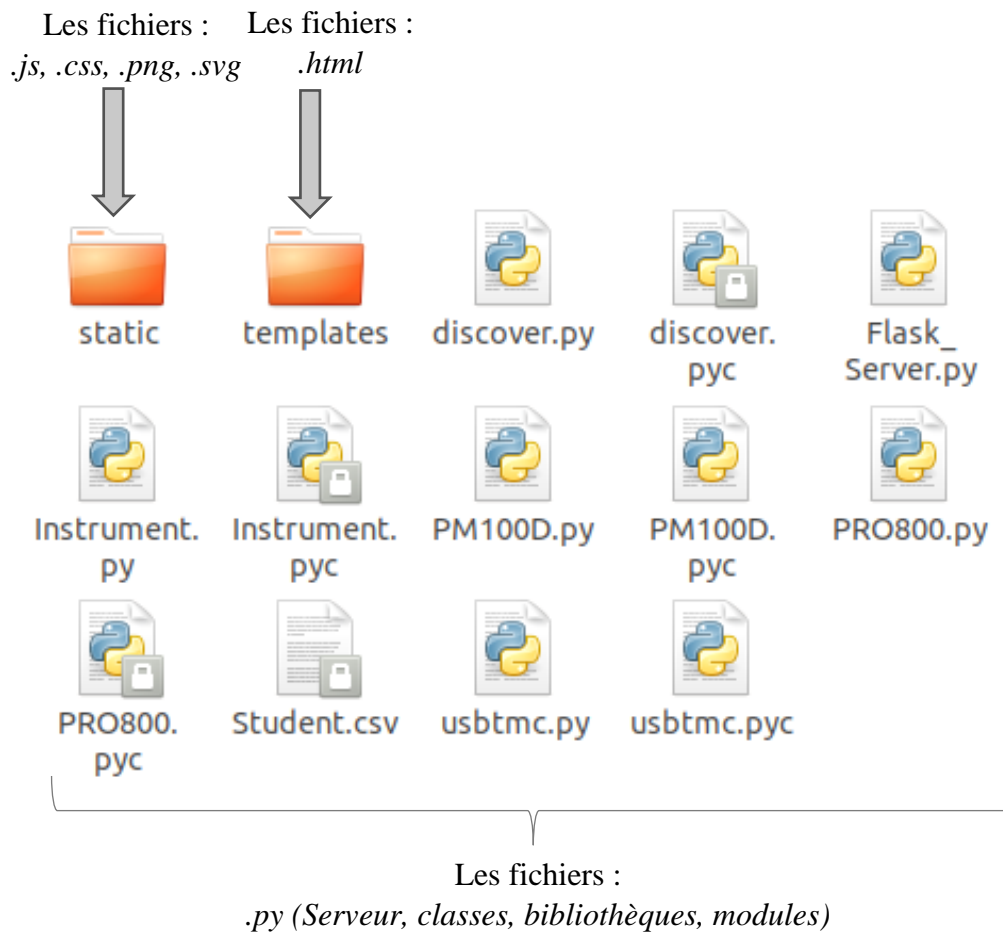 Les fichiers :
.js, .css, .png, .svg
Les fichiers :
.html
static
templates
discover.py
discover.
pyc
Flask_
Server.py
Instrument.
py
Instrument.
pyc
PM100D.py
PM100D.
pyc
PRO800.py
PRO800.
pyc
Student.csv
usbtmc.py
usbtmc.pyc
Les fichiers :
.py (Serveur, classes, bibliothèques, modules)